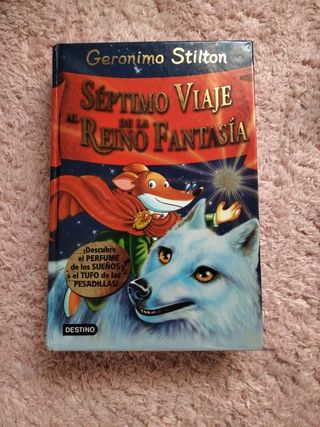 Geronimo Stilton
SÉPTIMO VIAJE
AL REINO DE LA FANTASÍA
¡Descubre
el PERFUME
de los SUEÑOS y
el TUFO de las
PESADILLAS!
DESTINO